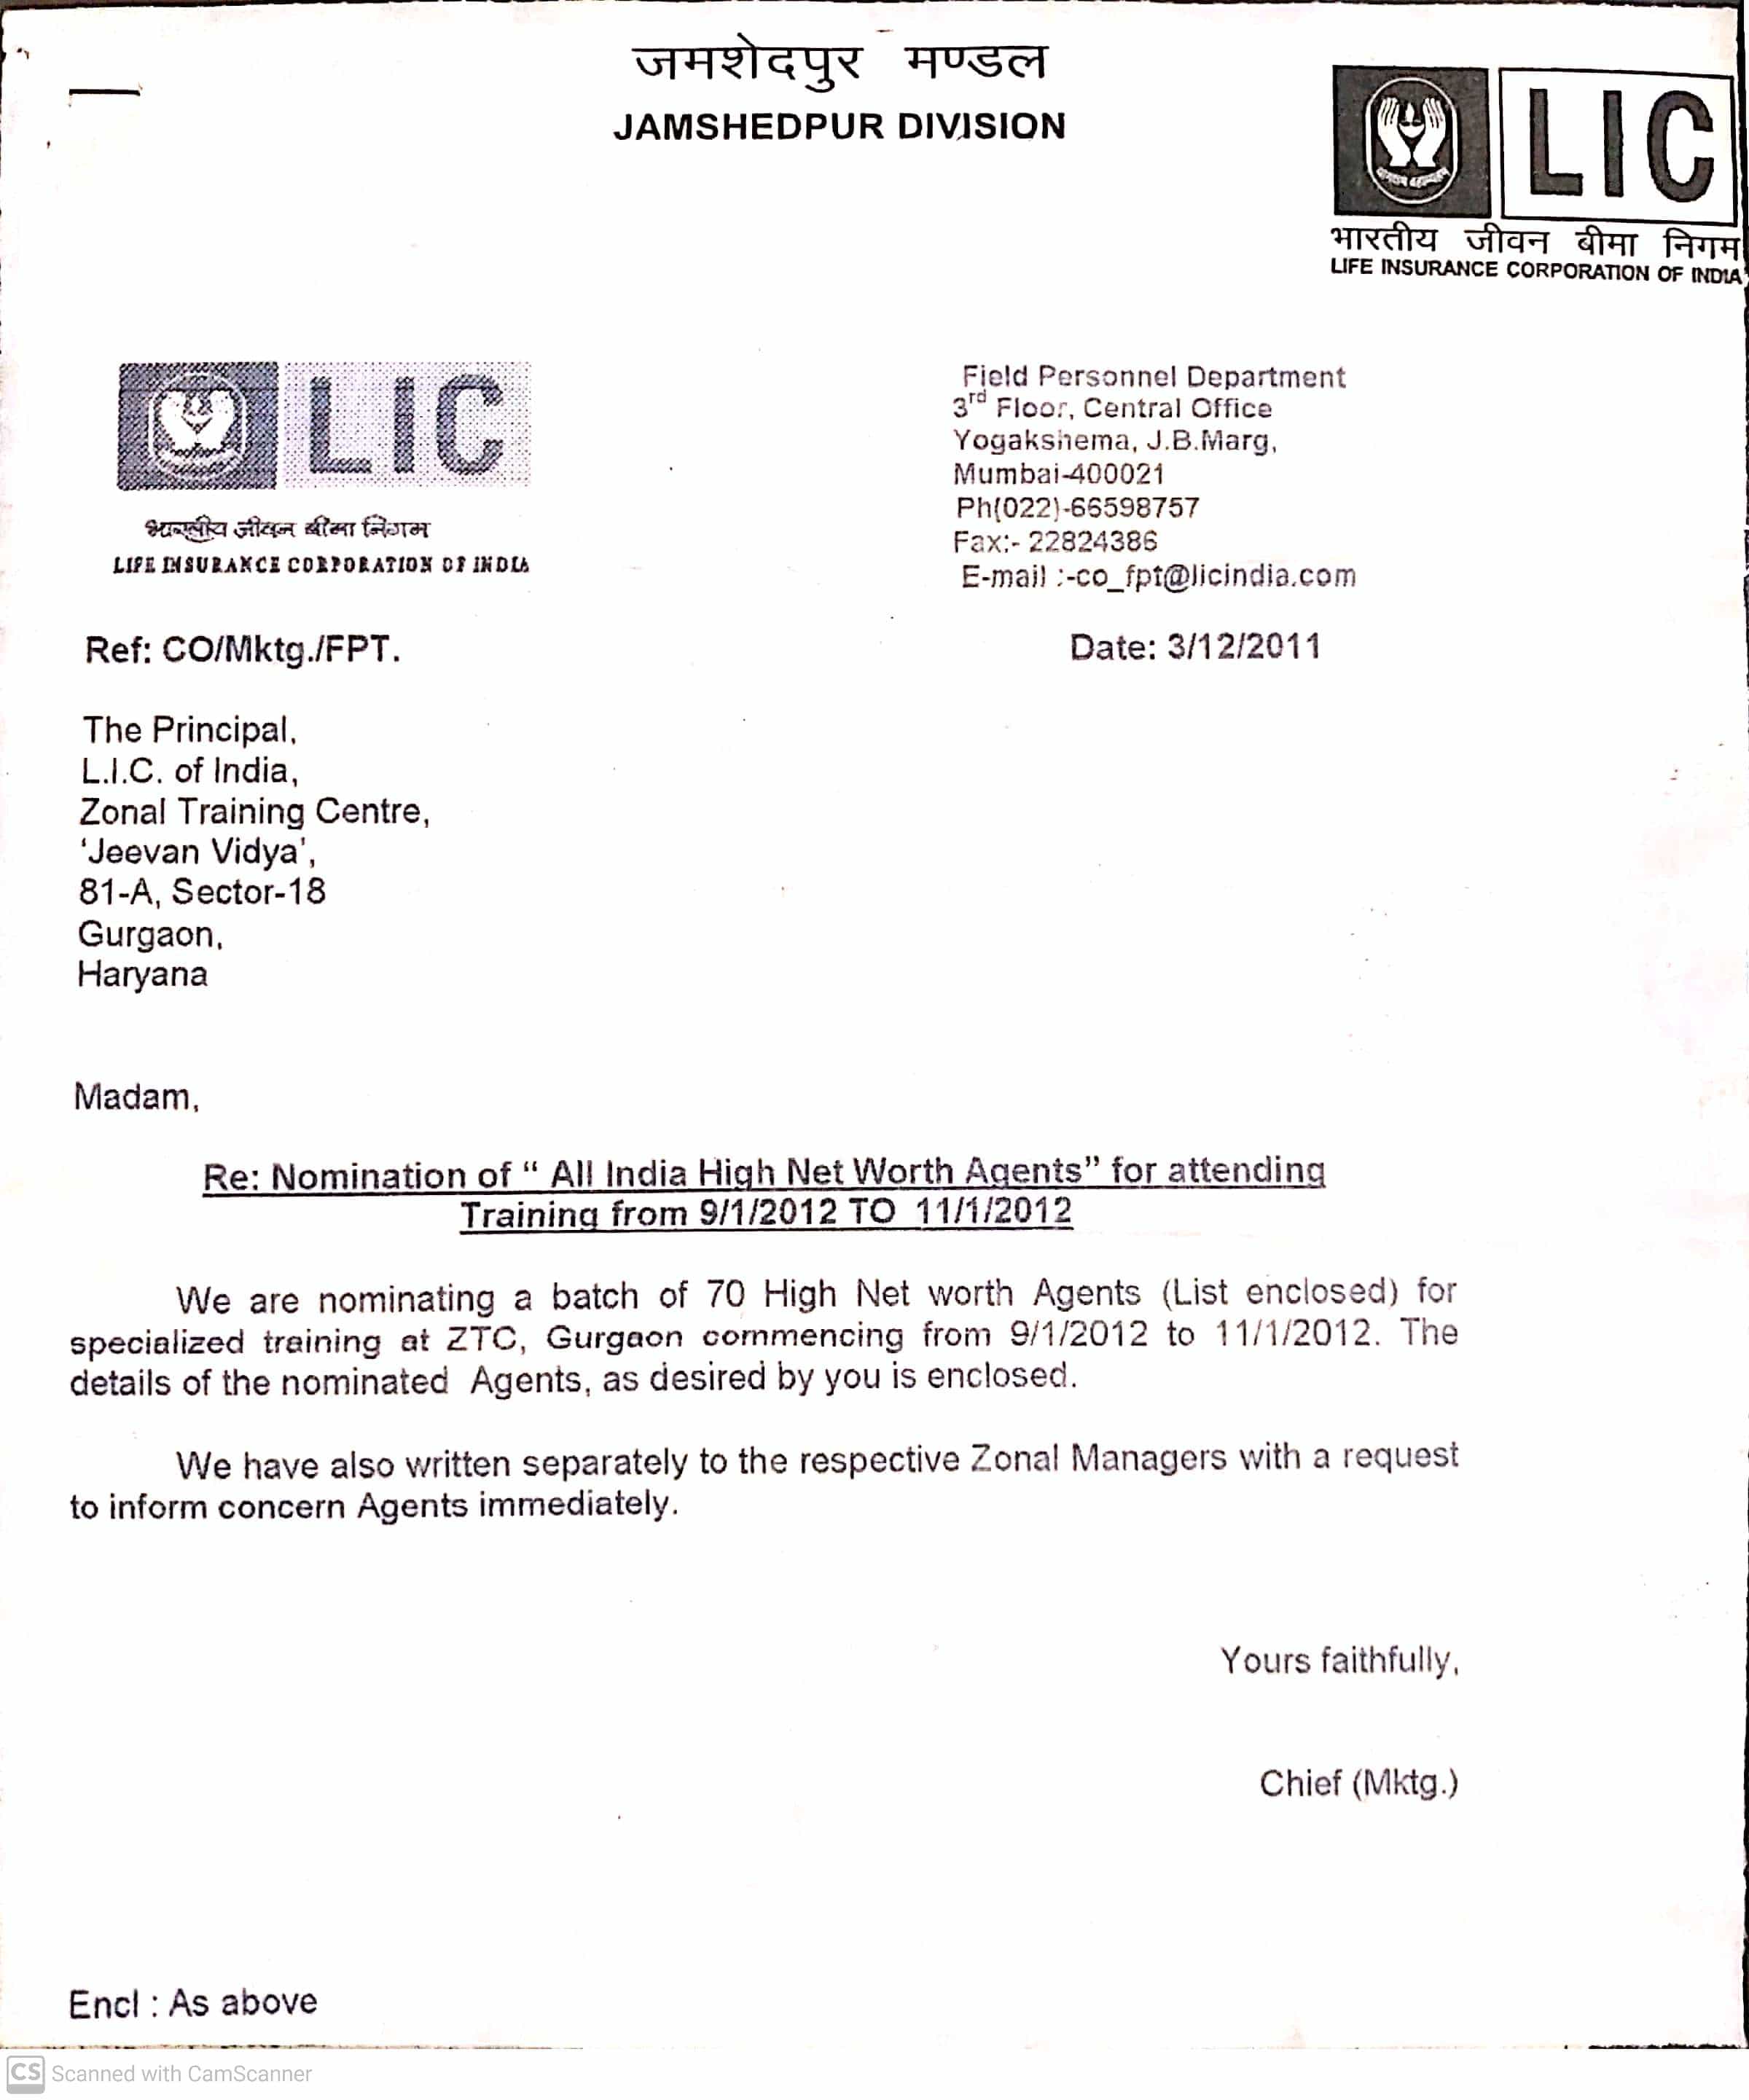 जमशेदपुर मण्डल
JAMSHEDPUR DIVISION
LIC
भारतीय जीवन बीमा निगम
LIFE INSURANCE CORPORATION OF INDIA
LIC
भारतीय जीवन बीमा निगम
LIFE INSURANCE CORPORATION OF INDIA
Field Personnel Department
3rd Floor, Central Office
Yogakshema, J.B.Marg,
Mumbai-400021
Ph(022)-66598757
Fax:- 22824386
E-mail :-co_fpt@licindia.com
Ref: CO/Mktg./FPT.
Date: 3/12/2011
The Principal,
L.I.C. of India,
Zonal Training Centre,
‘Jeevan Vidya’,
81-A, Sector-18
Gurgaon,
Haryana
Madam,
Re: Nomination of “ All India High Net Worth Agents” for attending
Training from 9/1/2012 TO 11/1/2012
We are nominating a batch of 70 High Net worth Agents (List enclosed) for
specialized training at ZTC, Gurgaon commencing from 9/1/2012 to 11/1/2012. The
details of the nominated Agents, as desired by you is enclosed.
We have also written separately to the respective Zonal Managers with a request
to inform concern Agents immediately.
Yours faithfully,
Chief (Mktg.)
Encl : As above
CS Scanned with CamScanner